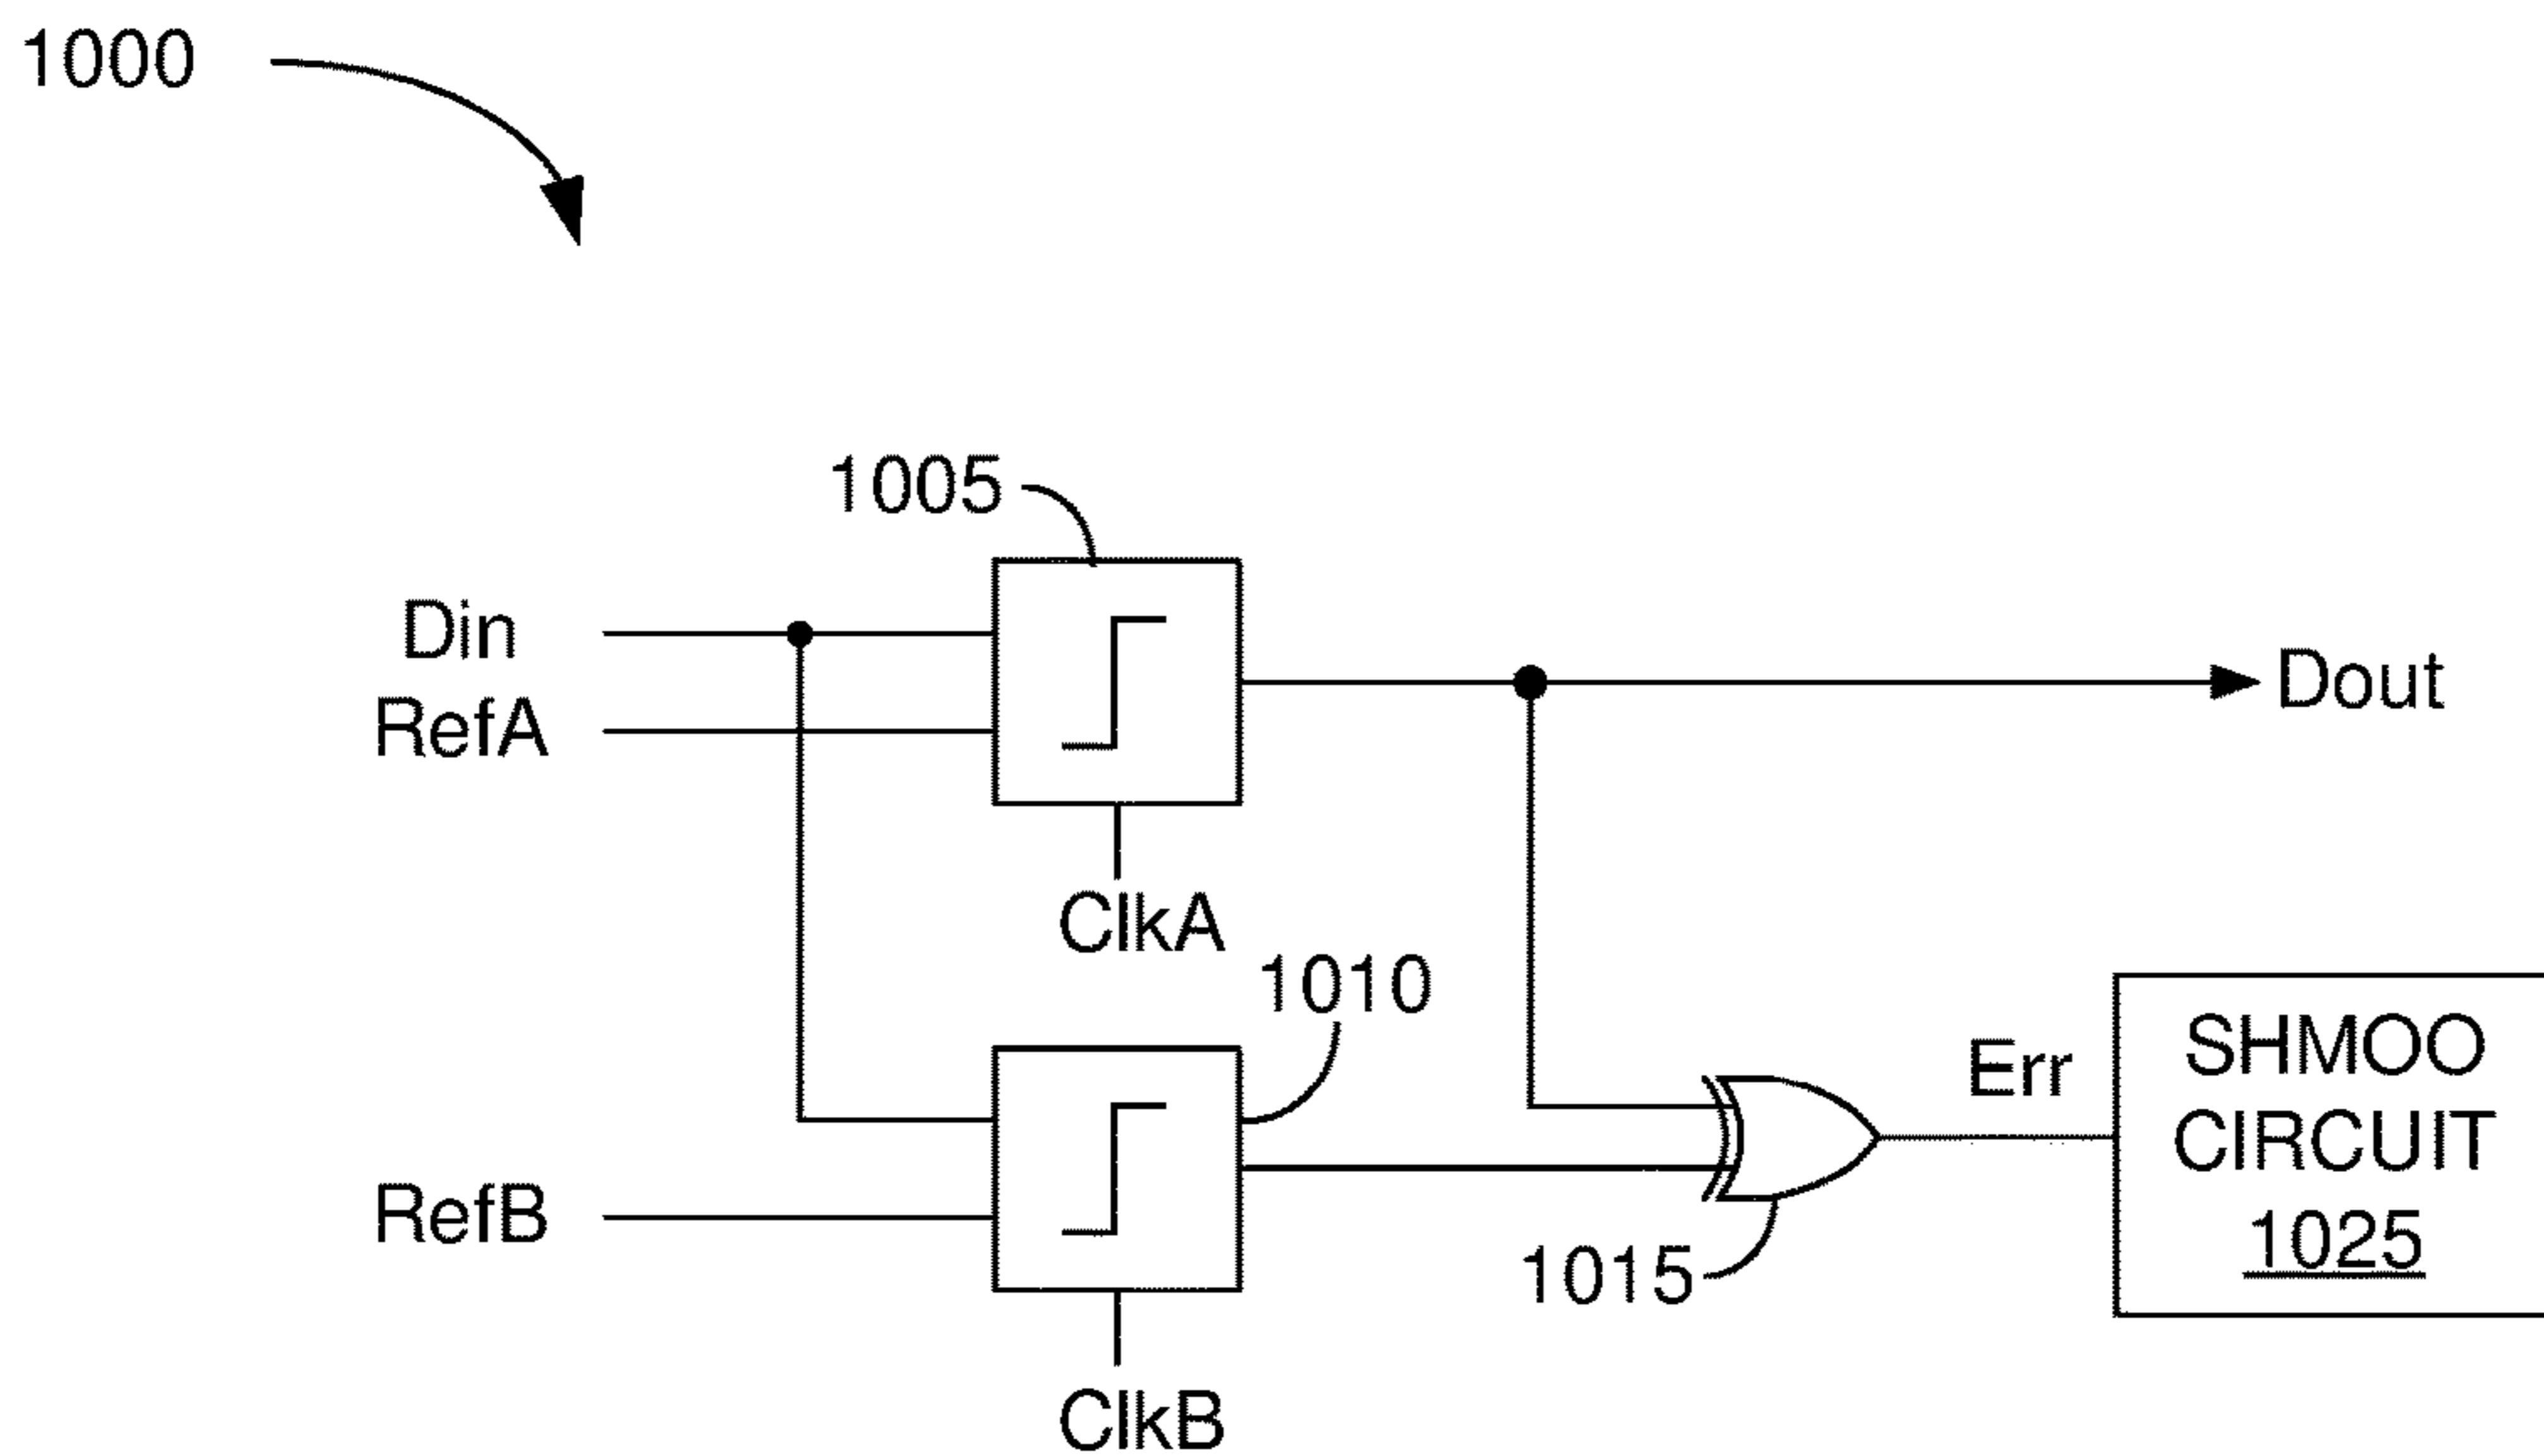 1000
1005
Din
RefA
Dout
ClkA
1010
Err
SHMOO
CIRCUIT
1025
RefB
1015
ClkB